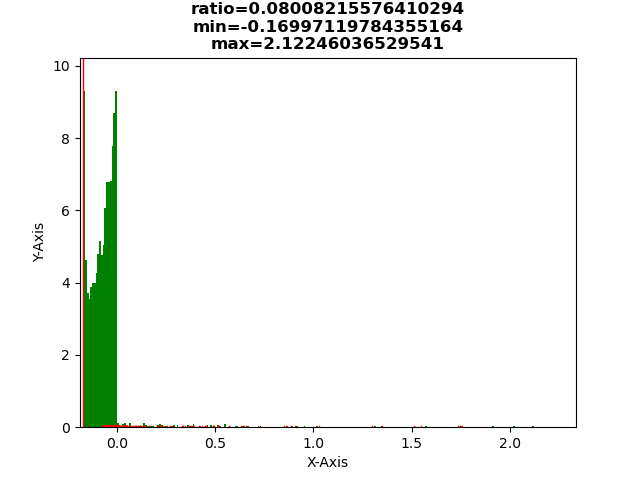 ratio=0.08008215576410294
min=-0.16997119784355164
max=2.12246036529541
10
8
6
4
2
0
Y-Axis
0.0 0.5 1.0 1.5 2.0
X-Axis